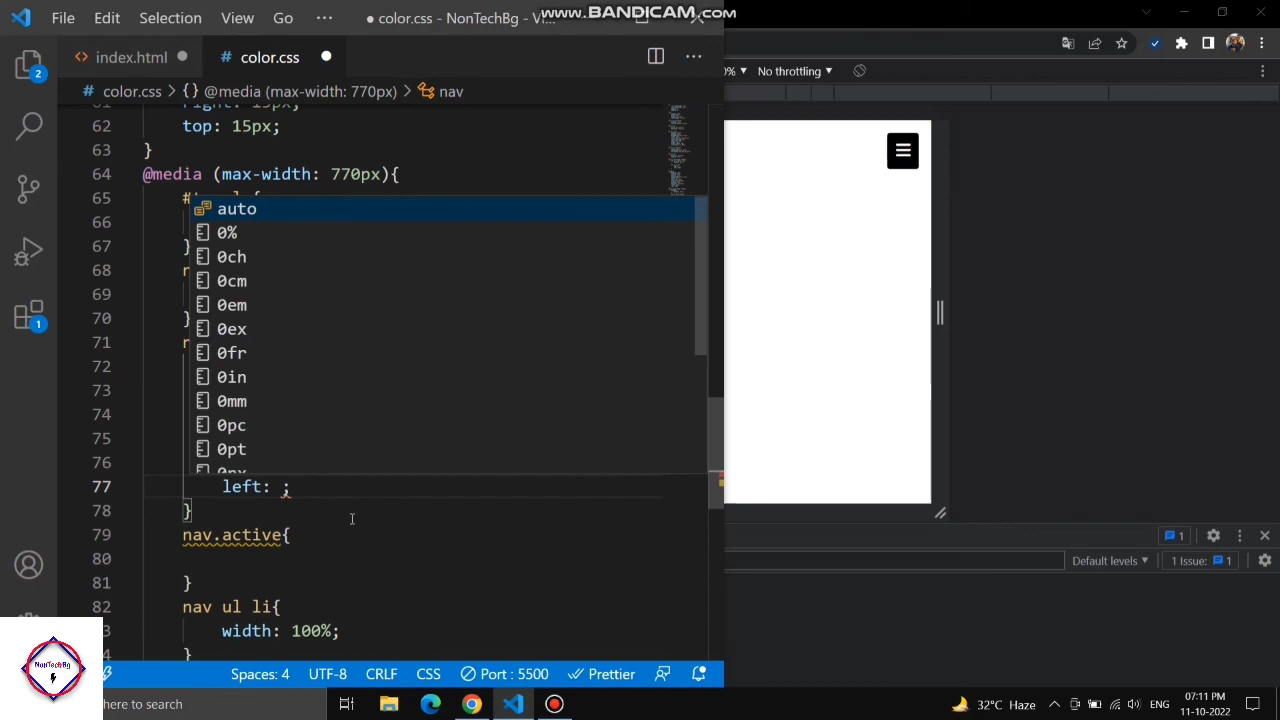 www.BANDICAM.com
File Edit Selection View Go ··· ● color.css - NonTechBg - Vi...
index.html # color.css
# color.css > {} @media (max-width: 770px) > nav
62 top: 15px;
63 }
64 @media (max-width: 770px){
65
66
67 }
68
69
70 }
71
72
73
74
75
76
77 left: ;
78 }
79 nav.active{
80
81 }
82 nav ul li{
width: 100%;
}
auto
0%
0ch
0cm
0em
0ex
0fr
0in
0mm
0pc
0pt
2
1
Spaces: 4 UTF-8 CRLF CSS Port : 5500 Prettier
NonTechBg
No throttling
1
Default levels 1 Issue: 1
here to search
32°C Haze ENG 07:11 PM
11-10-2022